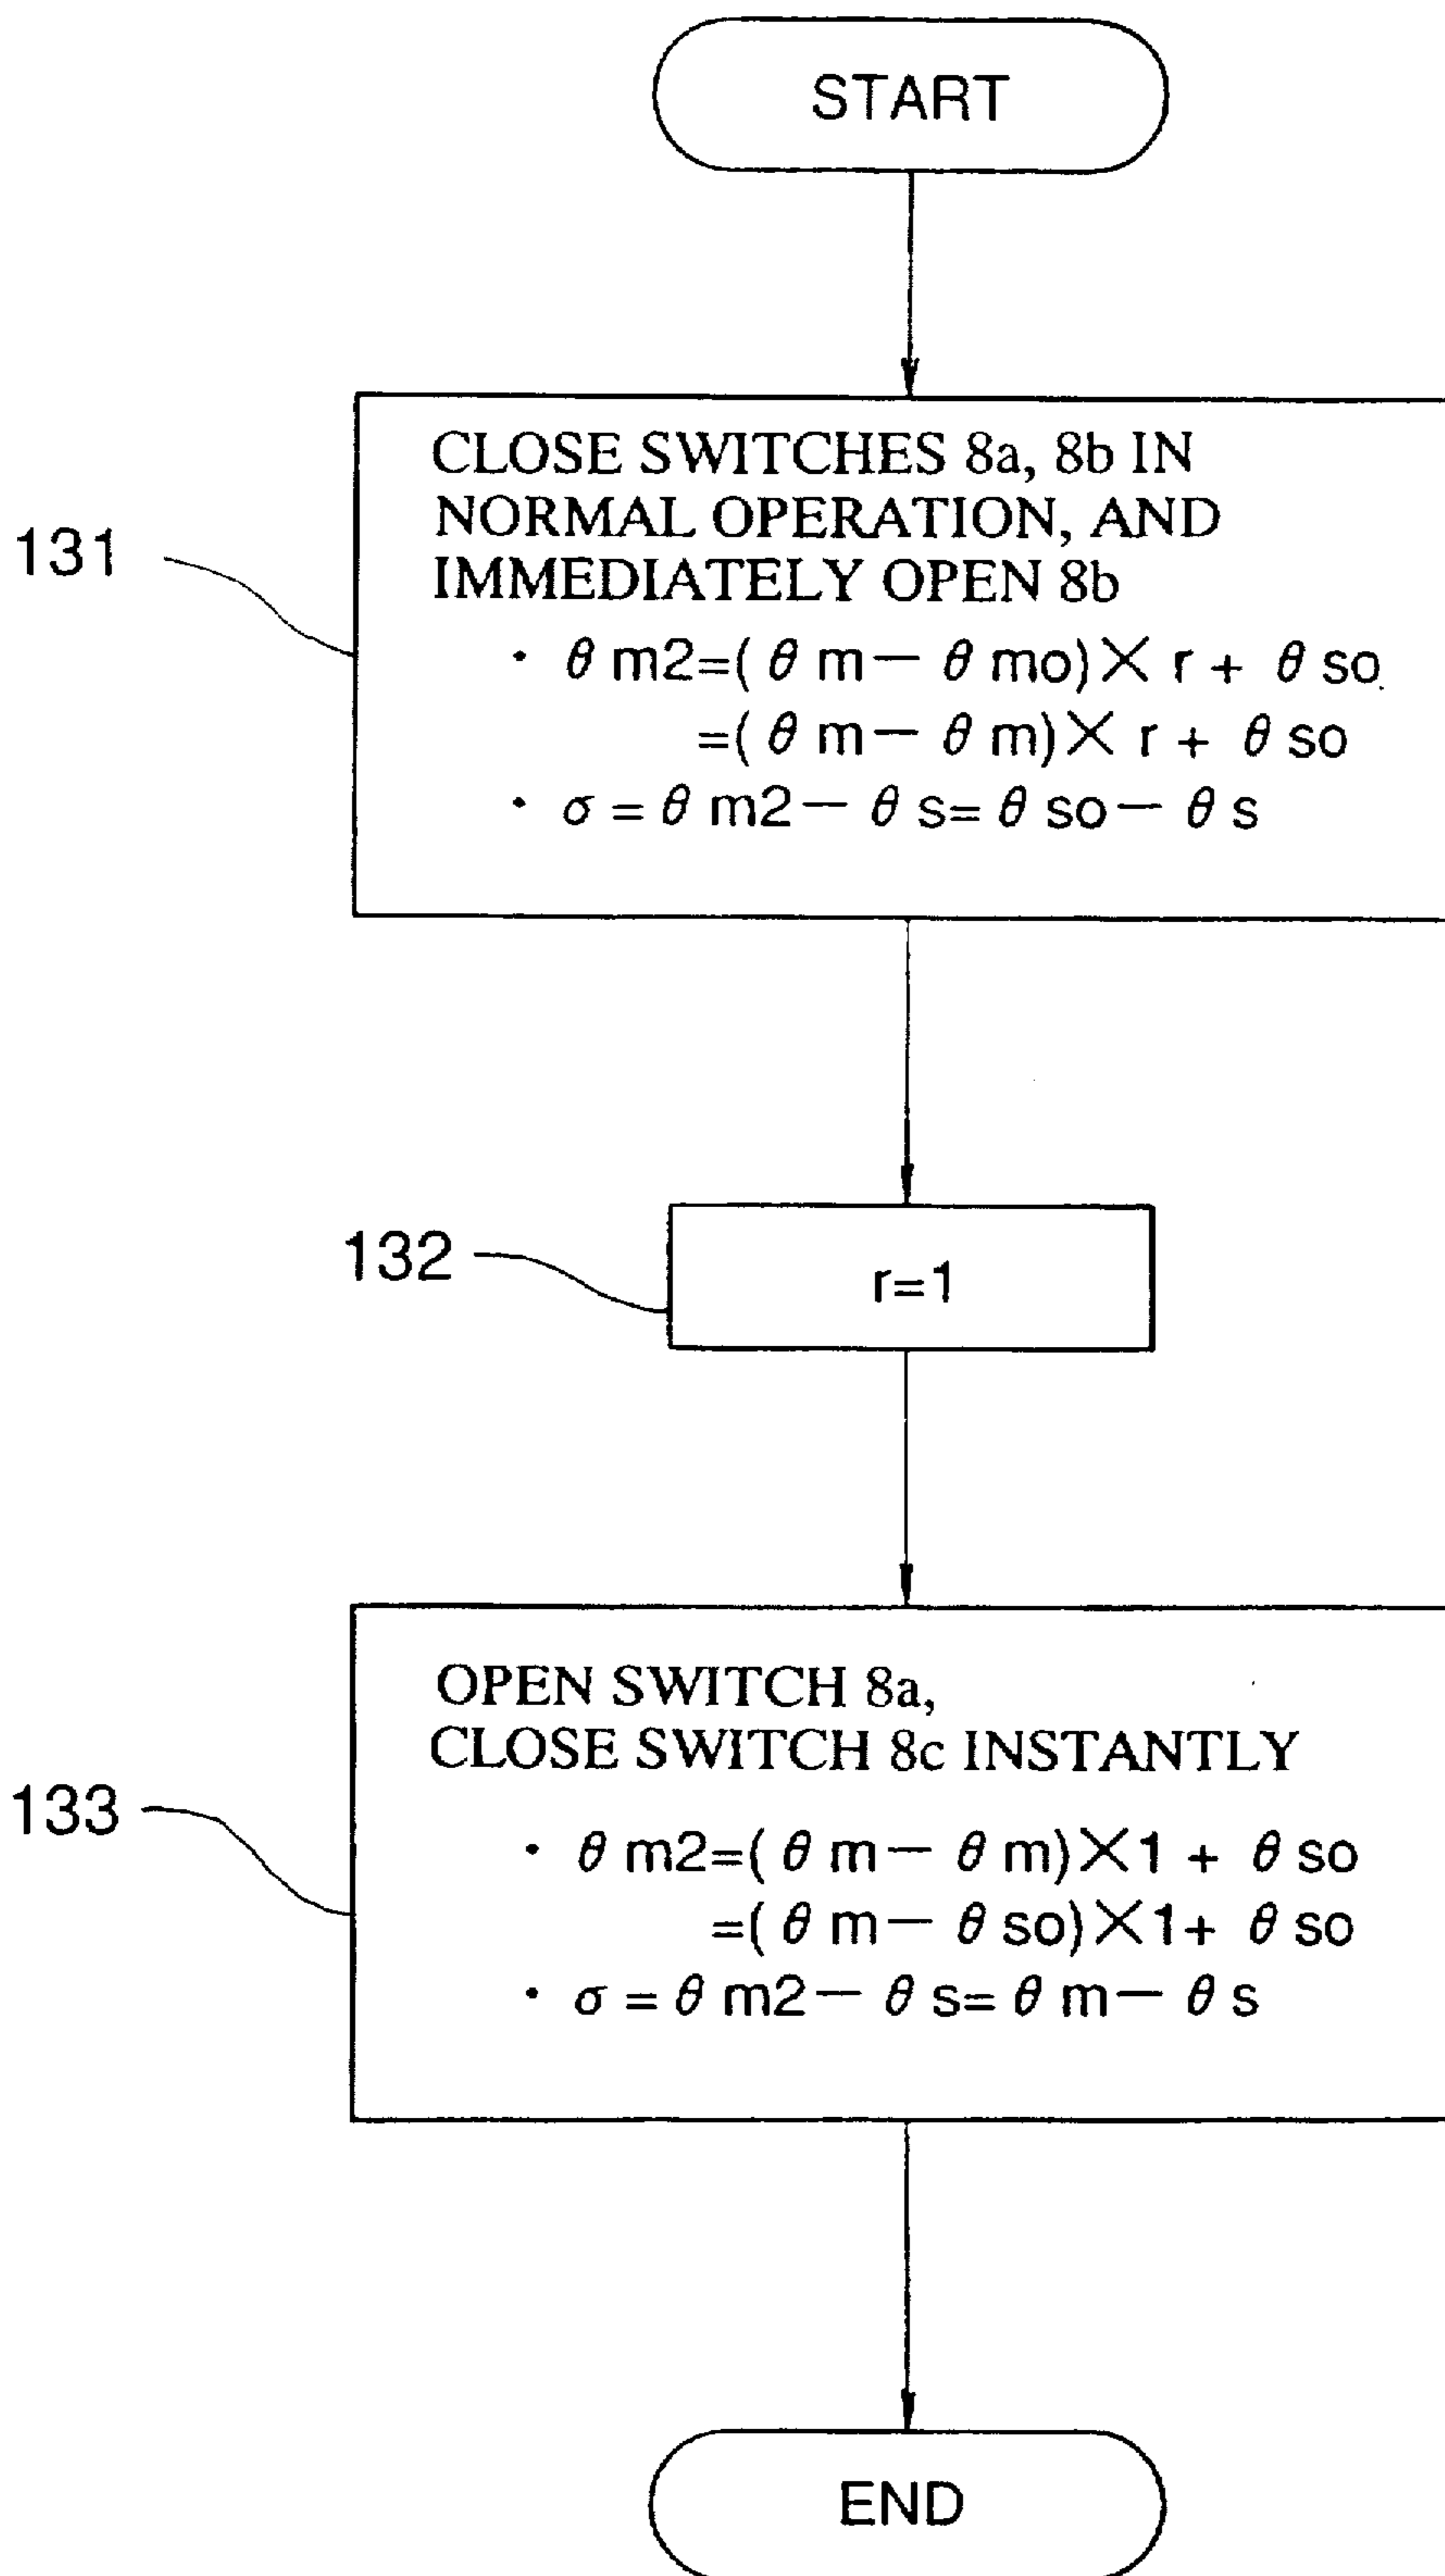 START
131
CLOSE SWITCHES 8a, 8b IN
NORMAL OPERATION, AND
IMMEDIATELY OPEN 8b
· θ m2=( θ m− θ mo)× r + θ so
=( θ m− θ m)× r + θ so
· σ = θ m2− θ s= θ so− θ s
132
r=1
133
OPEN SWITCH 8a,
CLOSE SWITCH 8c INSTANTLY
· θ m2=( θ m− θ m)×1 + θ so
=( θ m− θ so)×1+ θ so
· σ = θ m2− θ s= θ m− θ s
END